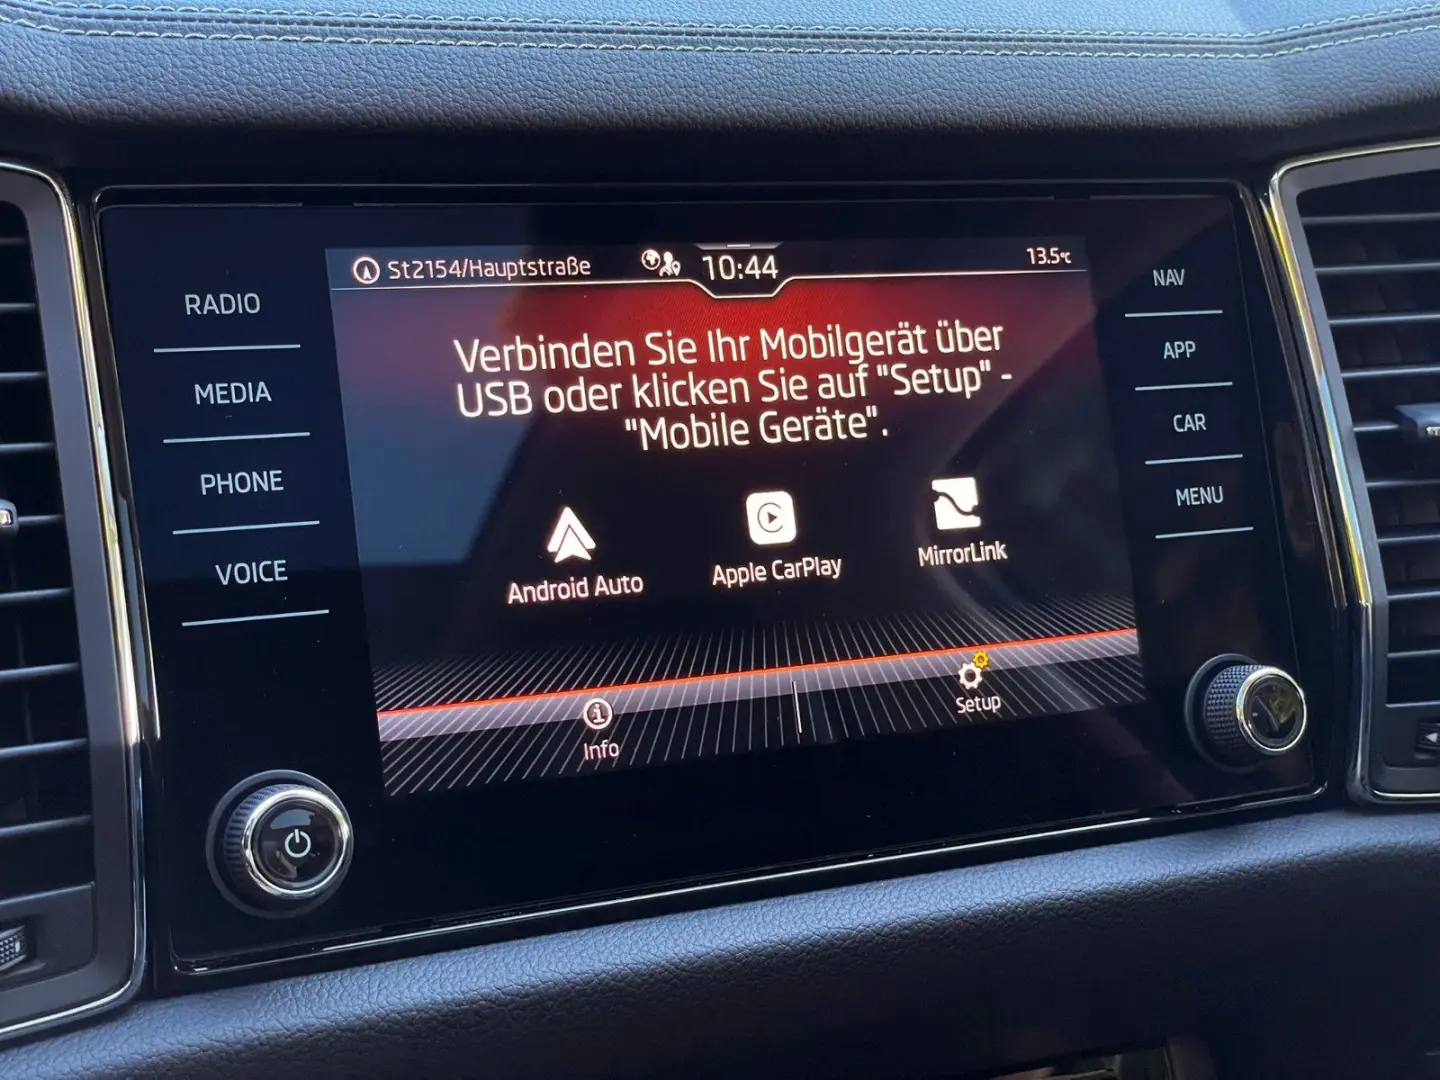 St2154/Hauptstraße
10:44
13.5°C
RADIO
MEDIA
PHONE
VOICE
Verbinden Sie Ihr Mobilgerät über
USB oder klicken Sie auf "Setup" -
"Mobile Geräte".
Android Auto
Apple CarPlay
MirrorLink
Info
Setup
NAV
APP
CAR
MENU